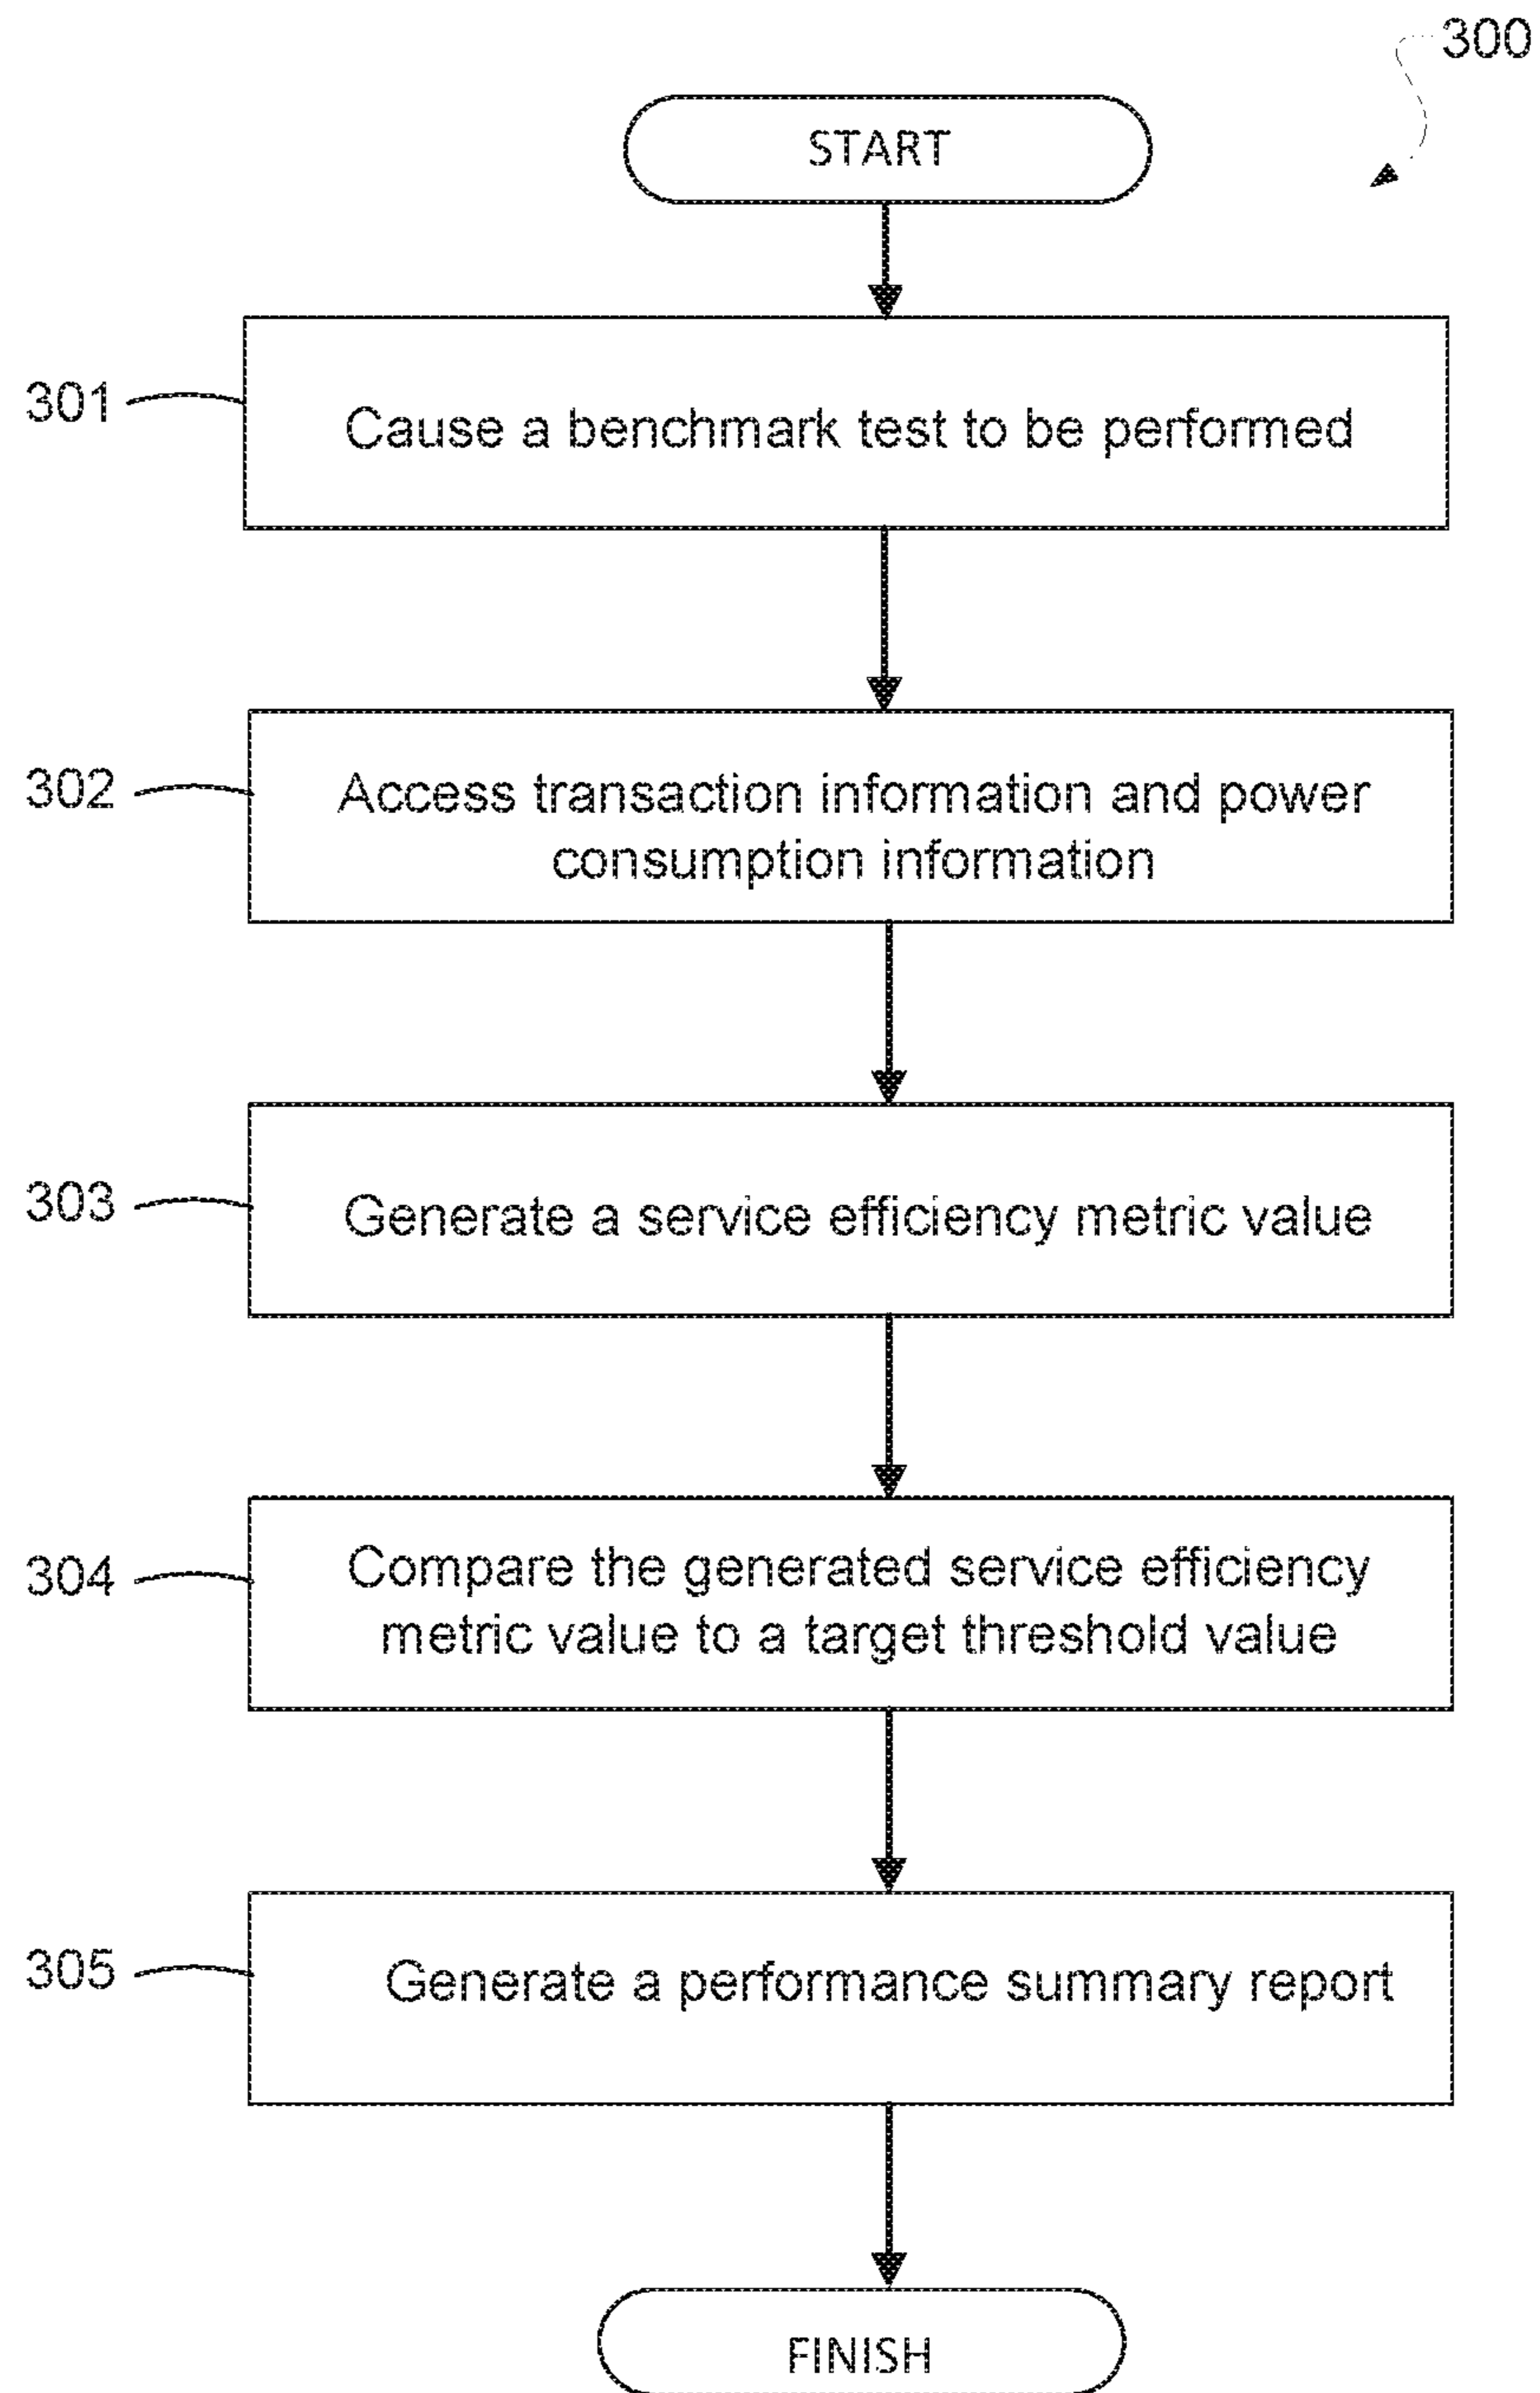 300
START
301
Cause a benchmark test to be performed
302
Access transaction information and power
consumption information
303
Generate a service efficiency metric value
304
Compare the generated service efficiency
metric value to a target threshold value
305
Generate a performance summary report
FINISH